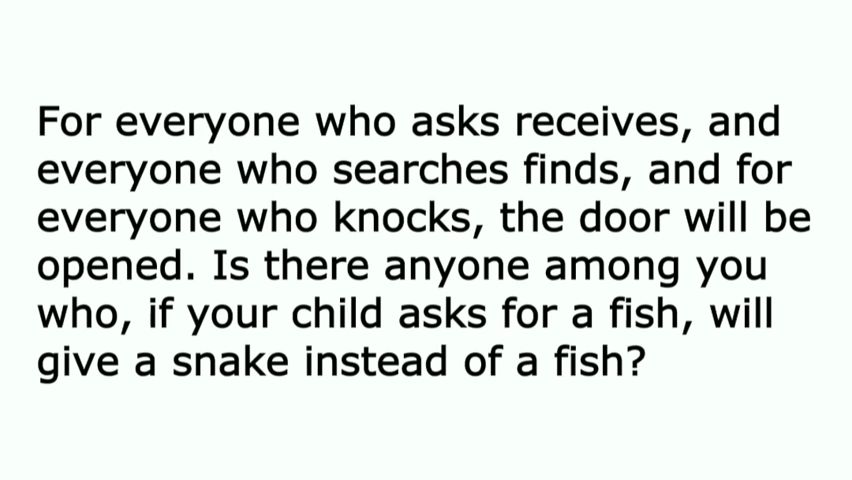 For everyone who asks receives, and
everyone who searches finds, and for
everyone who knocks, the door will be
opened. Is there anyone among you
who, if your child asks for a fish, will
give a snake instead of a fish?